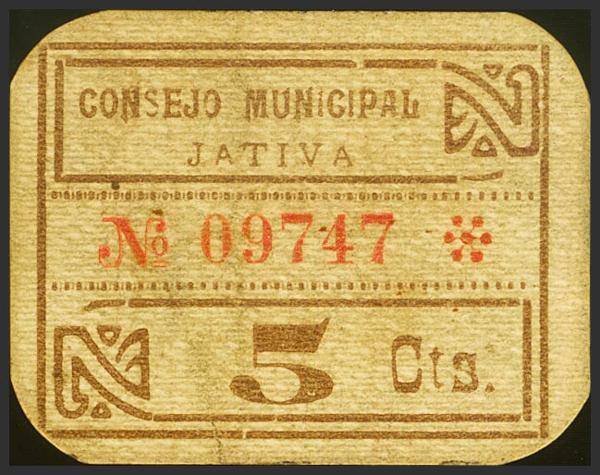 CONSEJO MUNICIPAL
JATIVA
No 09747
5 Cts.